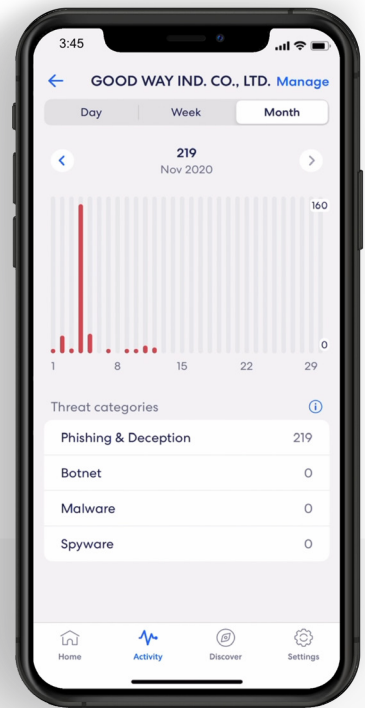 3:45
GOOD WAY IND. CO., LTD. Manage
Day Week Month
219
Nov 2020
160
0
1 8 15 22 29
Threat categories
Phishing & Deception 219
Botnet 0
Malware 0
Spyware 0
Home Activity Discover Settings